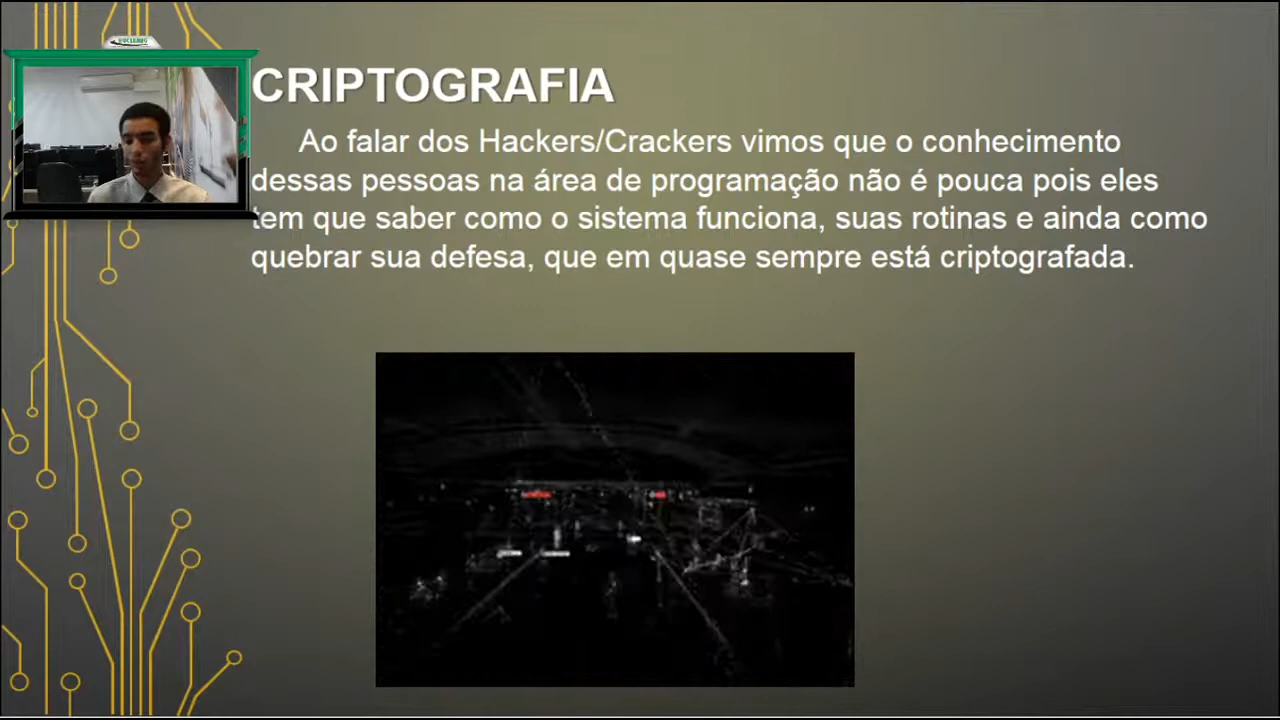 CRIPTOGRAFIA
Ao falar dos Hackers/Crackers vimos que o conhecimento
dessas pessoas na área de programação não é pouca pois eles
tem que saber como o sistema funciona, suas rotinas e ainda como
quebrar sua defesa, que em quase sempre está criptografada.